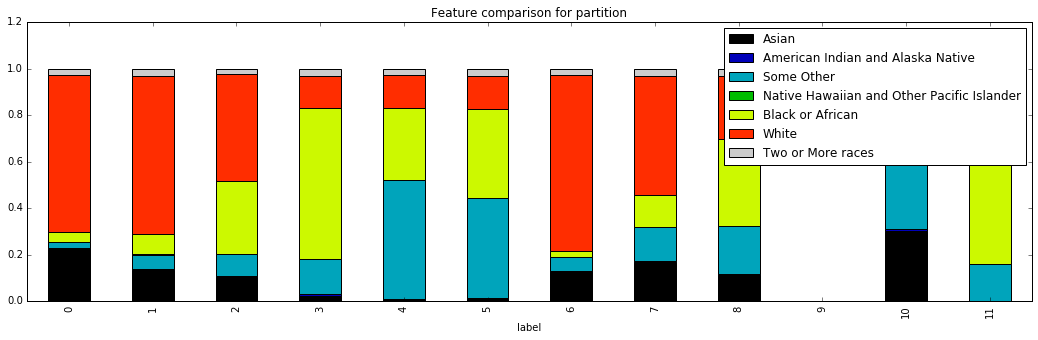 Feature comparison for partition
1.2
1.0
0.8
0.6
0.4
0.2
0.0
Asian
American Indian and Alaska Native
Some Other
Native Hawaiian and Other Pacific Islander
Black or African
White
Two or More races
0 1 2 3 4 5 6 7 8 9 10 11
label